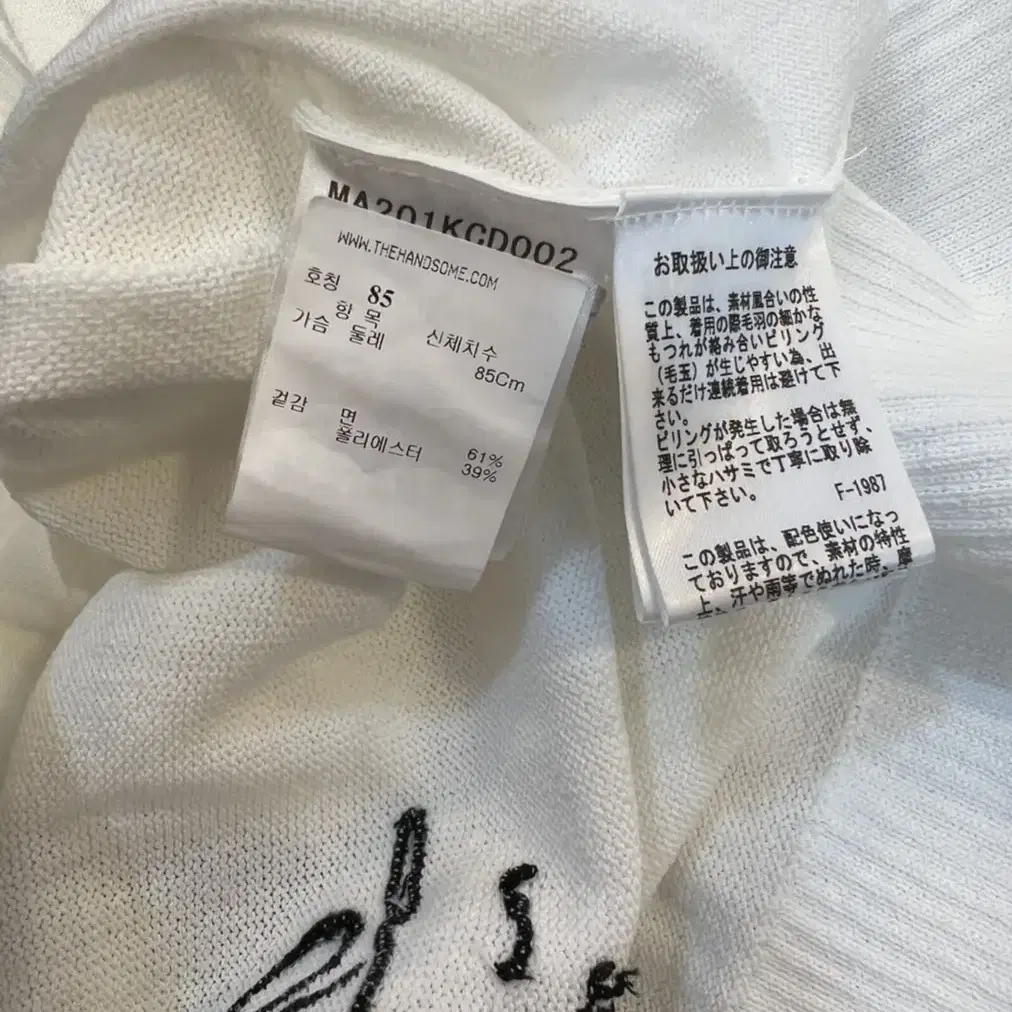 MA201KCD002
WWW.THEHANDSOME.COM
호칭 85
항 목
가슴 둘레 신체치수
85Cm
겉감 면
폴리에스터 61%
39%
お取扱い上の御注意
この製品は、素材風合いの性
質上、着用の際毛羽の細かな
もつれが絡み合いピリング
(毛玉)が生じやすい為、出
来るだけ連続着用は避けて下
さい。
ピリングが発生した場合は無
理に引っぱって取ろうとせず、
小さなハサミで丁寧に取り除
いて下さい。
F-1987
この製品は、配色使いになっ
ておりますので、素材の特性
上、汗や雨等でぬれた時、摩